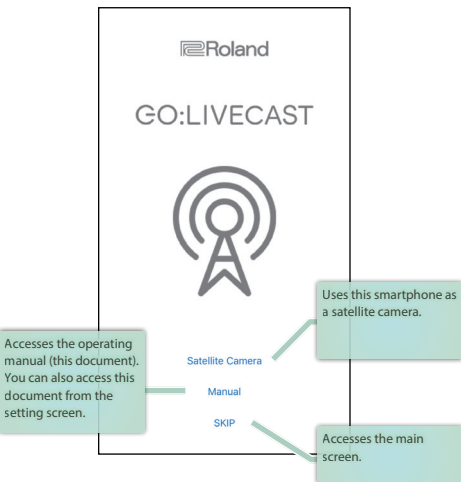 Roland
GO:LIVECAST
Uses this smartphone as
a satellite camera.
Accesses the operating
manual (this document).
You can also access this
document from the
setting screen.
Satellite Camera
Manual
SKIP
Accesses the main
screen.